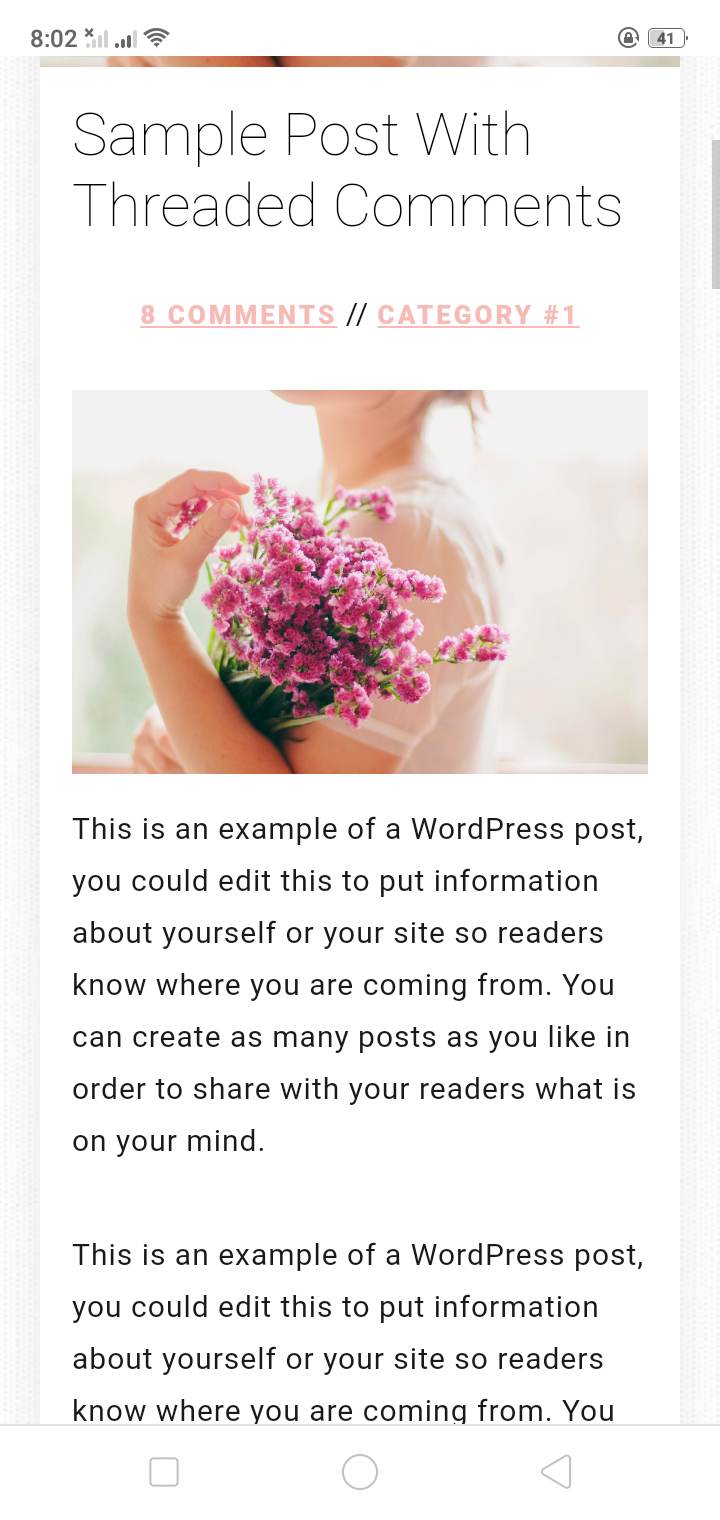 8:02
41
Sample Post With
Threaded Comments
8 COMMENTS // CATEGORY #1
This is an example of a WordPress post,
you could edit this to put information
about yourself or your site so readers
know where you are coming from. You
can create as many posts as you like in
order to share with your readers what is
on your mind.
This is an example of a WordPress post,
you could edit this to put information
about yourself or your site so readers
know where you are coming from. You